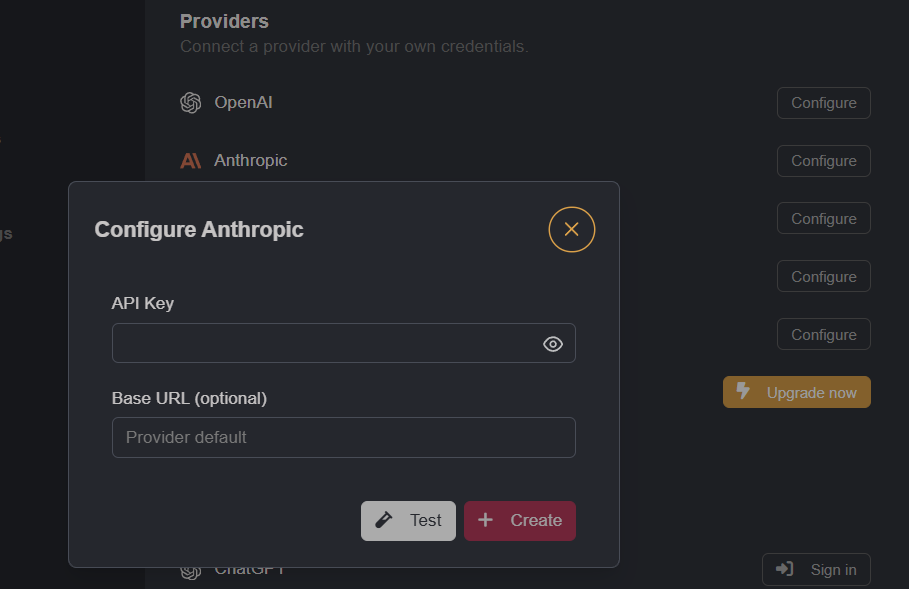 Providers
Connect a provider with your own credentials.
OpenAI
Configure
Anthropic
Configure
Configure Anthropic
Configure
API Key
Configure
Configure
Base URL (optional)
Upgrade now
Provider default
Test
Create
ChatGPT
Sign in